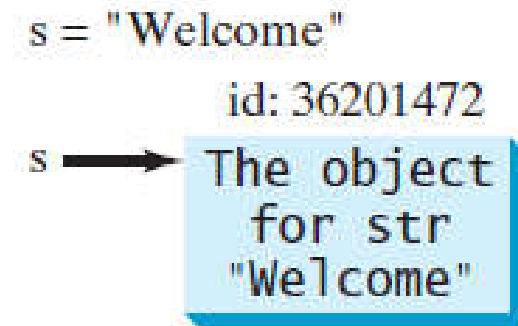 s = "Welcome"
id: 36201472
s
The object
for str
"Welcome"